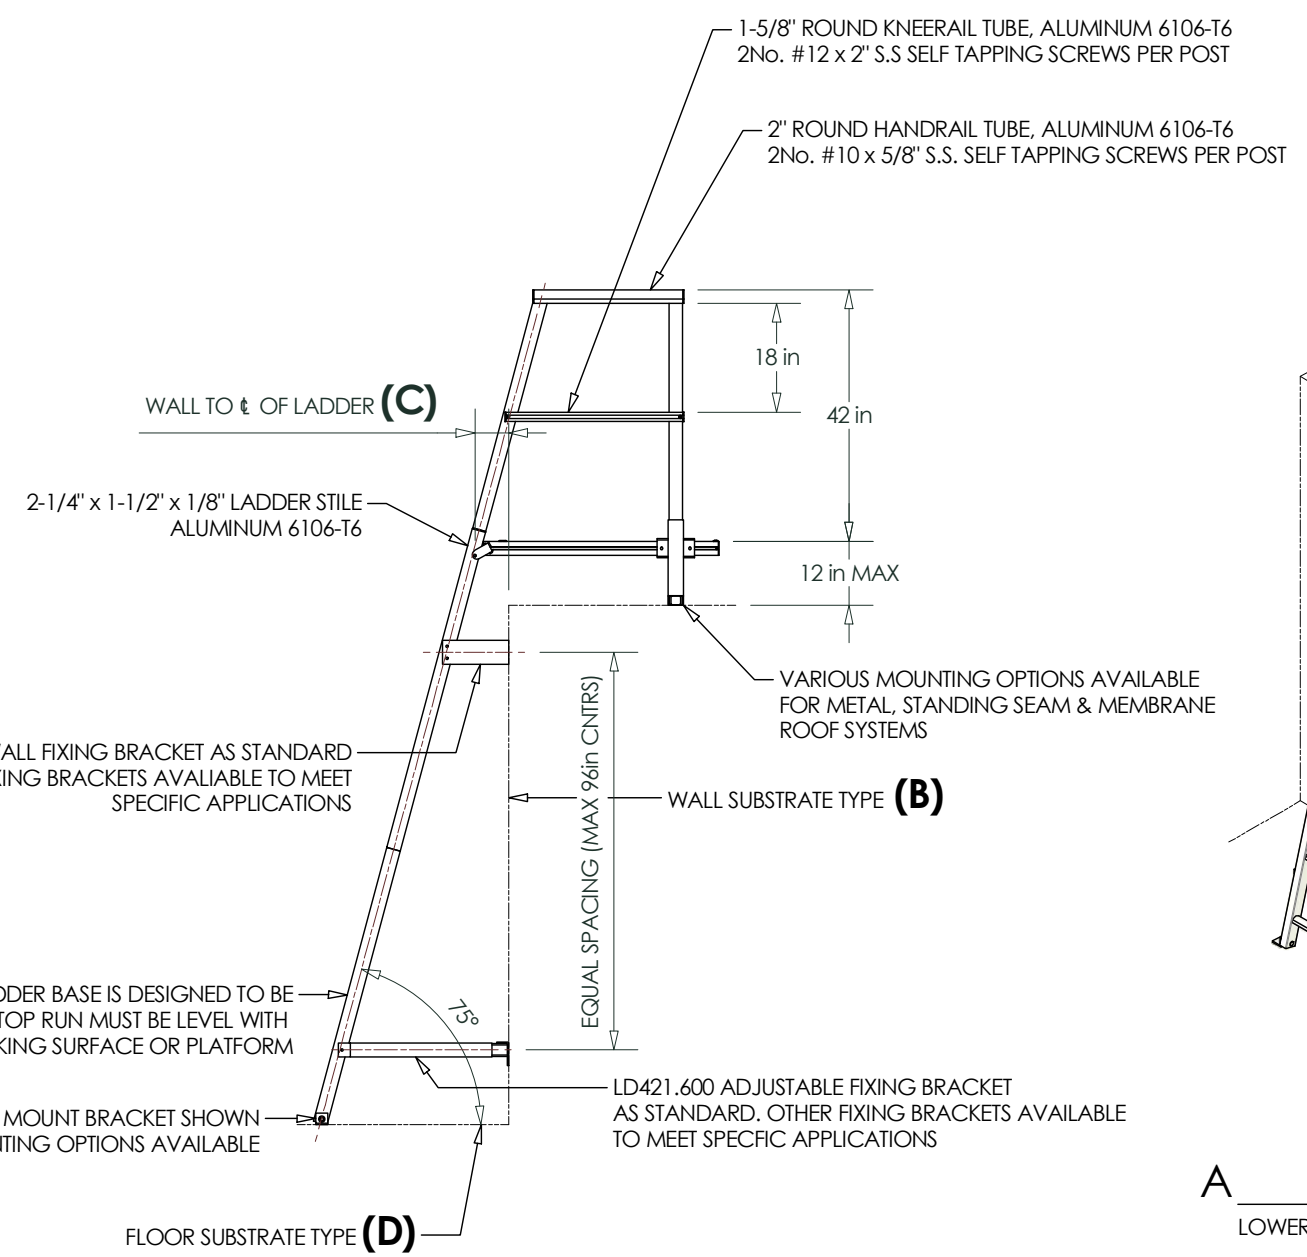 1-5/8" ROUND KNEERAIL TUBE, ALUMINUM 6106-T6
2No. #12 x 2" S.S SELF TAPPING SCREWS PER POST
2" ROUND HANDRAIL TUBE, ALUMINUM 6106-T6
2No. #10 x 5/8" S.S. SELF TAPPING SCREWS PER POST
18 in
42 in
WALL TO ℄ OF LADDER (C)
2-1/4" x 1-1/2" x 1/8" LADDER STILE
ALUMINUM 6106-T6
12 in MAX
VARIOUS MOUNTING OPTIONS AVAILABLE
FOR METAL, STANDING SEAM & MEMBRANE
ROOF SYSTEMS
FIXING BRACKET AS STANDARD
BRACKETS AVALIABLE TO MEET
SPECIFIC APPLICATIONS
WALL SUBSTRATE TYPE (B)
EQUAL SPACING (MAX 96in CNTRS)
BASE IS DESIGNED TO BE
TOP RUN MUST BE LEVEL WITH
SURFACE OR PLATFORM
75°
LD421.600 ADJUSTABLE FIXING BRACKET
AS STANDARD. OTHER FIXING BRACKETS AVAILABLE
TO MEET SPECFIC APPLICATIONS
MOUNT BRACKET SHOWN
OPTIONS AVAILABLE
FLOOR SUBSTRATE TYPE (D)
A
LOWER